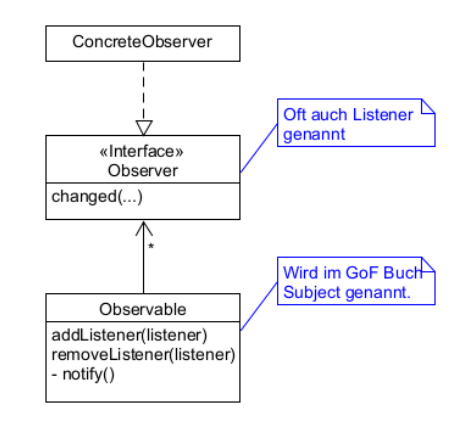 ConcreteObserver
Oft auch Listener
genannt
«Interface»
Observer
changed(...)
*
Wird im GoF Buch
Subject genannt.
Observable
addListener(listener)
removeListener(listener)
- notify()